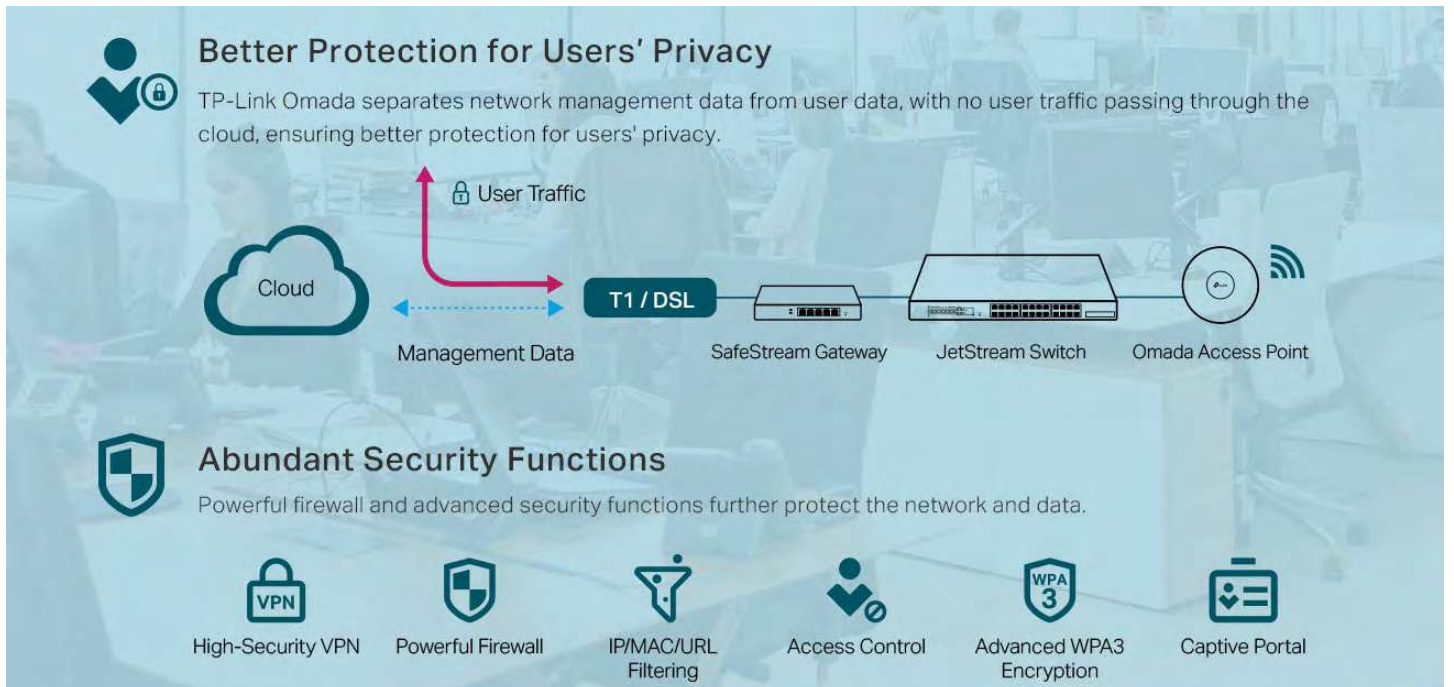 Better Protection for Users' Privacy
TP-Link Omada separates network management data from user data, with no user traffic passing through the
cloud, ensuring better protection for users' privacy.
User Traffic
Cloud
T1 / DSL
Management Data
SafeStream Gateway
JetStream Switch
Omada Access Point
Abundant Security Functions
Powerful firewall and advanced security functions further protect the network and data.
VPN
WPA
3
High-Security VPN
Powerful Firewall
IP/MAC/URL
Filtering
Access Control
Advanced WPA3
Encryption
Captive Portal